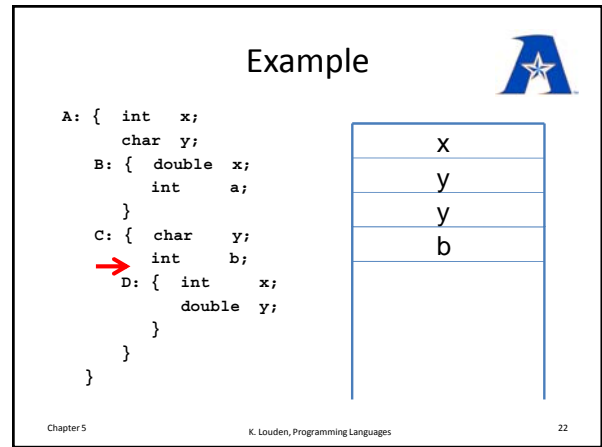 Example
A: { int x;
char y;
B: { double x;
int a;
}
C: { char y;
int b;
D: { int x;
double y;
}
}
}
x
y
y
b
Chapter 5
K. Louden, Programming Languages
22